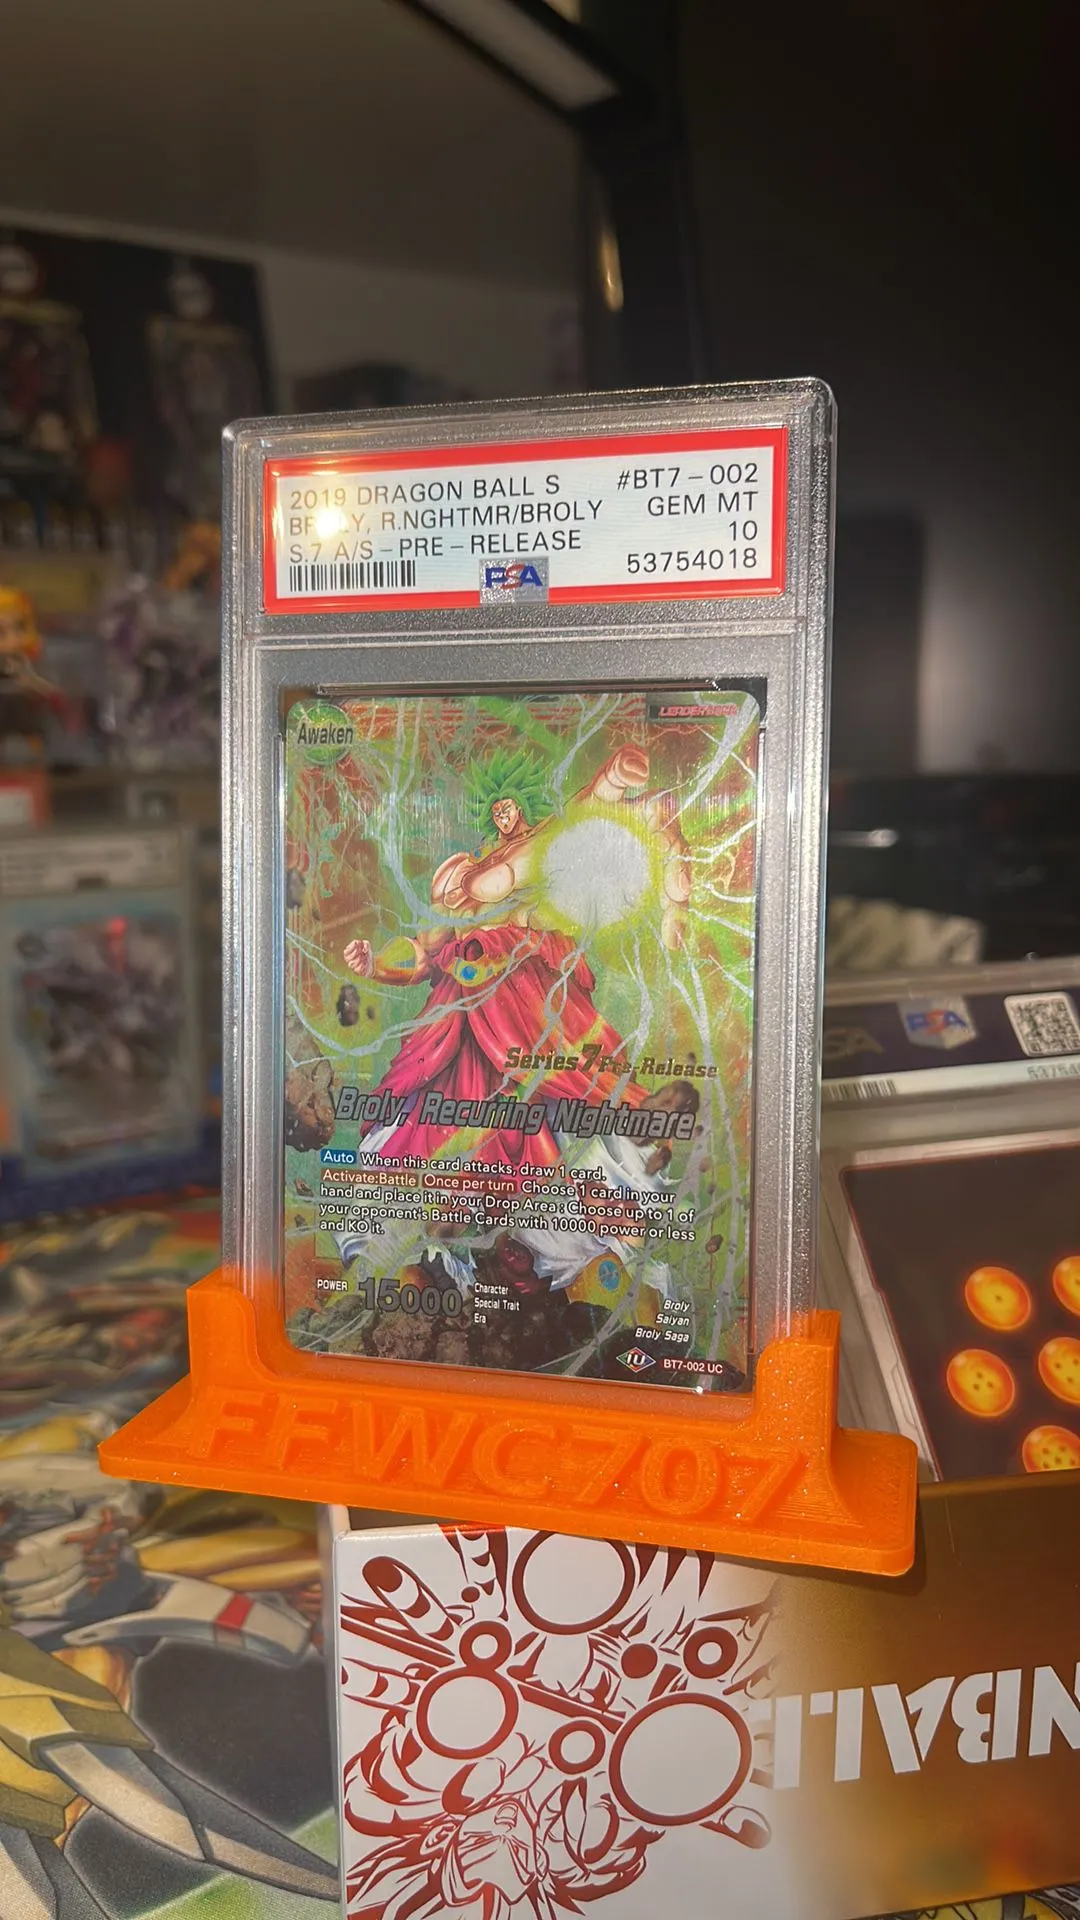 2019 DRAGON BALL S #BT7-002
BROLY, R.NGHTMR/BROLY GEM MT
S.7 A/S-PRE-RELEASE 10
53754018
PSA
Awaken
LEADER
Series 7 Pre-Release
Broly, Recurring Nightmare
Auto When this card attacks, draw 1 card.
Activate:Battle Once per turn Choose 1 card in your
hand and place it in your Drop Area : Choose up to 1 of
your opponent's Battle Cards with 10000 power or less
and KO it.
POWER 15000
Character Broly
Special Trait Saiyan
Era Broly Saga
IU BT7-002 UC
FFWC707
PSA
PSA